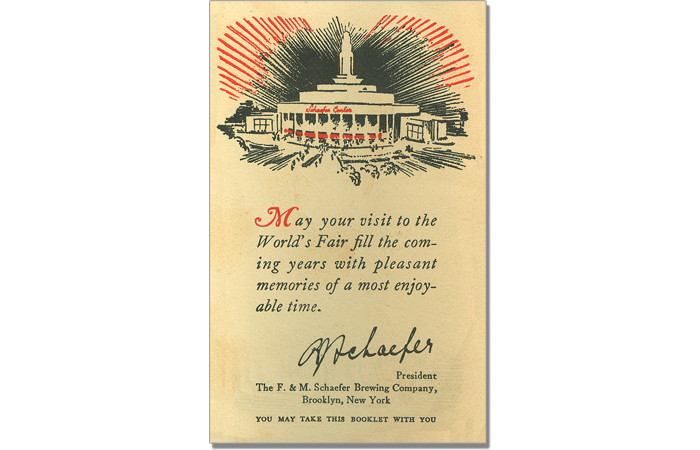 Schaefer Center
May your visit to the
World's Fair fill the com-
ing years with pleasant
memories of a most enjoy-
able time.
RJSchaefer
President
The F. & M. Schaefer Brewing Company,
Brooklyn, New York
YOU MAY TAKE THIS BOOKLET WITH YOU